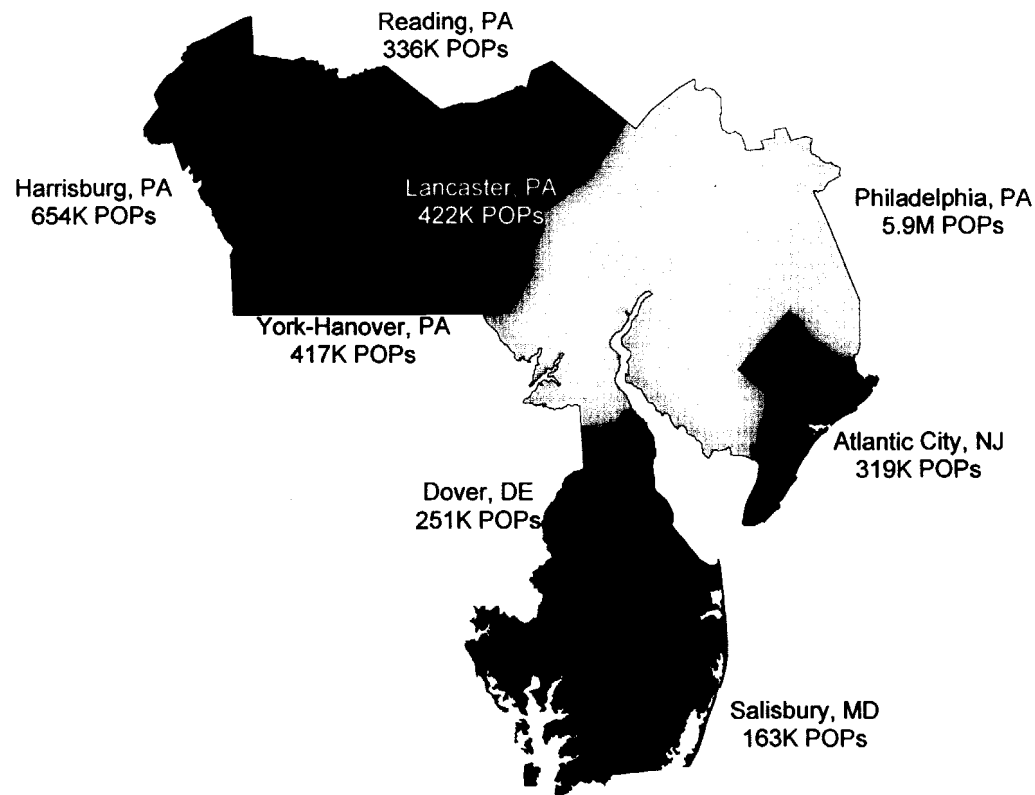 Reading, PA
336K POPs
Harrisburg, PA
654K POPs
Lancaster, PA
422K POPs
Philadelphia, PA
5.9M POPs
York-Hanover, PA
417K POPs
Atlantic City, NJ
319K POPs
Dover, DE
251K POPs
Salisbury, MD
163K POPs